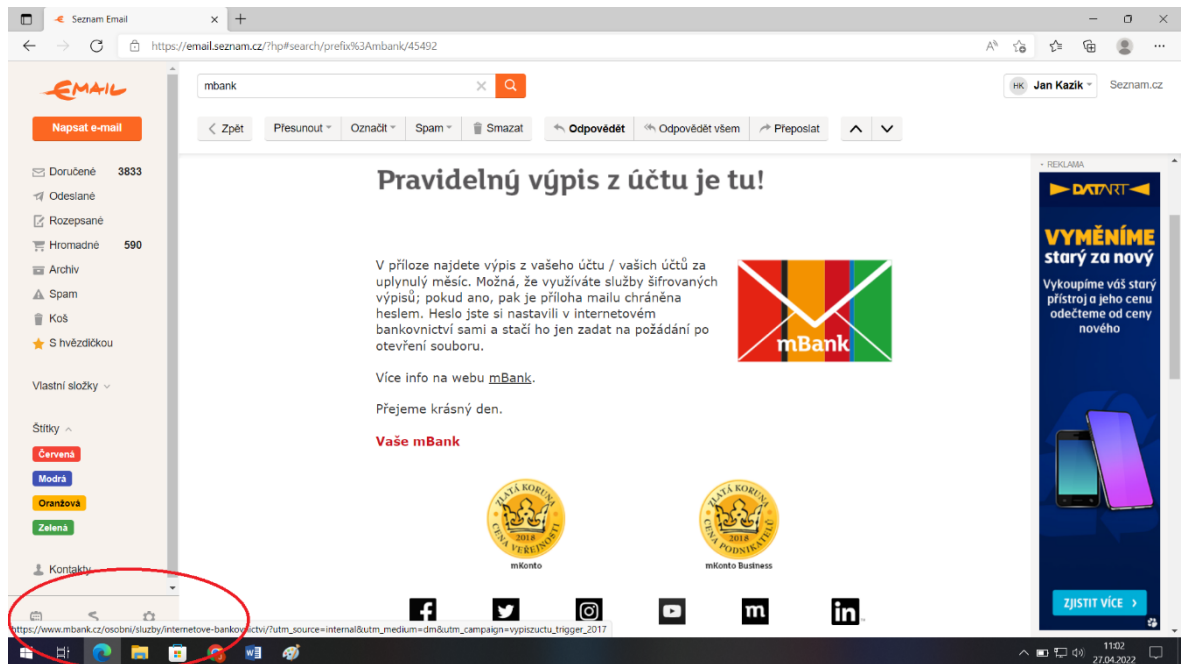 Seznam Email
https://email.seznam.cz/?hp#search/prefix%3Ambank/45492
EMAIL
mbank
HK Jan Kazik
Seznam.cz
Napsat e-mail
Zpět Přesunout Označit Spam Smazat Odpovědět Odpovědět všem Přeposlat
Doručené 3833
Odeslané
Rozepsané
Hromadné 590
Archiv
Spam
Koš
S hvězdičkou
Vlastní složky
Štítky
Červená
Modrá
Oranžová
Zelená
Kontakty
Pravidelný výpis z účtu je tu!
V příloze najdete výpis z vašeho účtu / vašich účtů za
uplynulý měsíc. Možná, že využíváte služby šifrovaných
výpisů; pokud ano, pak je příloha mailu chráněna
heslem. Heslo jste si nastavili v internetovém
bankovnictví sami a stačí ho jen zadat na požádání po
otevření souboru.
Více info na webu mBank.
Přejeme krásný den.
Vaše mBank
mBank
ZLATÁ KORUNA
2018
CENA VEŘEJNOSTI
mKonto
ZLATÁ KORUNA
2018
CENA PODNIKATELŮ
mKonto Business
f
m
in
REKLAMA
DATART
VYMĚNÍME
starý za nový
Vykoupíme váš starý
přístroj a jeho cenu
odečteme od ceny
nového
ZJISTIT VÍCE
https://www.mbank.cz/osobni/sluzby/internetove-bankovnictvi/?utm_source=internal&utm_medium=dm&utm_campaign=vypiszuctu_trigger_2017
11:02
27.04.2022